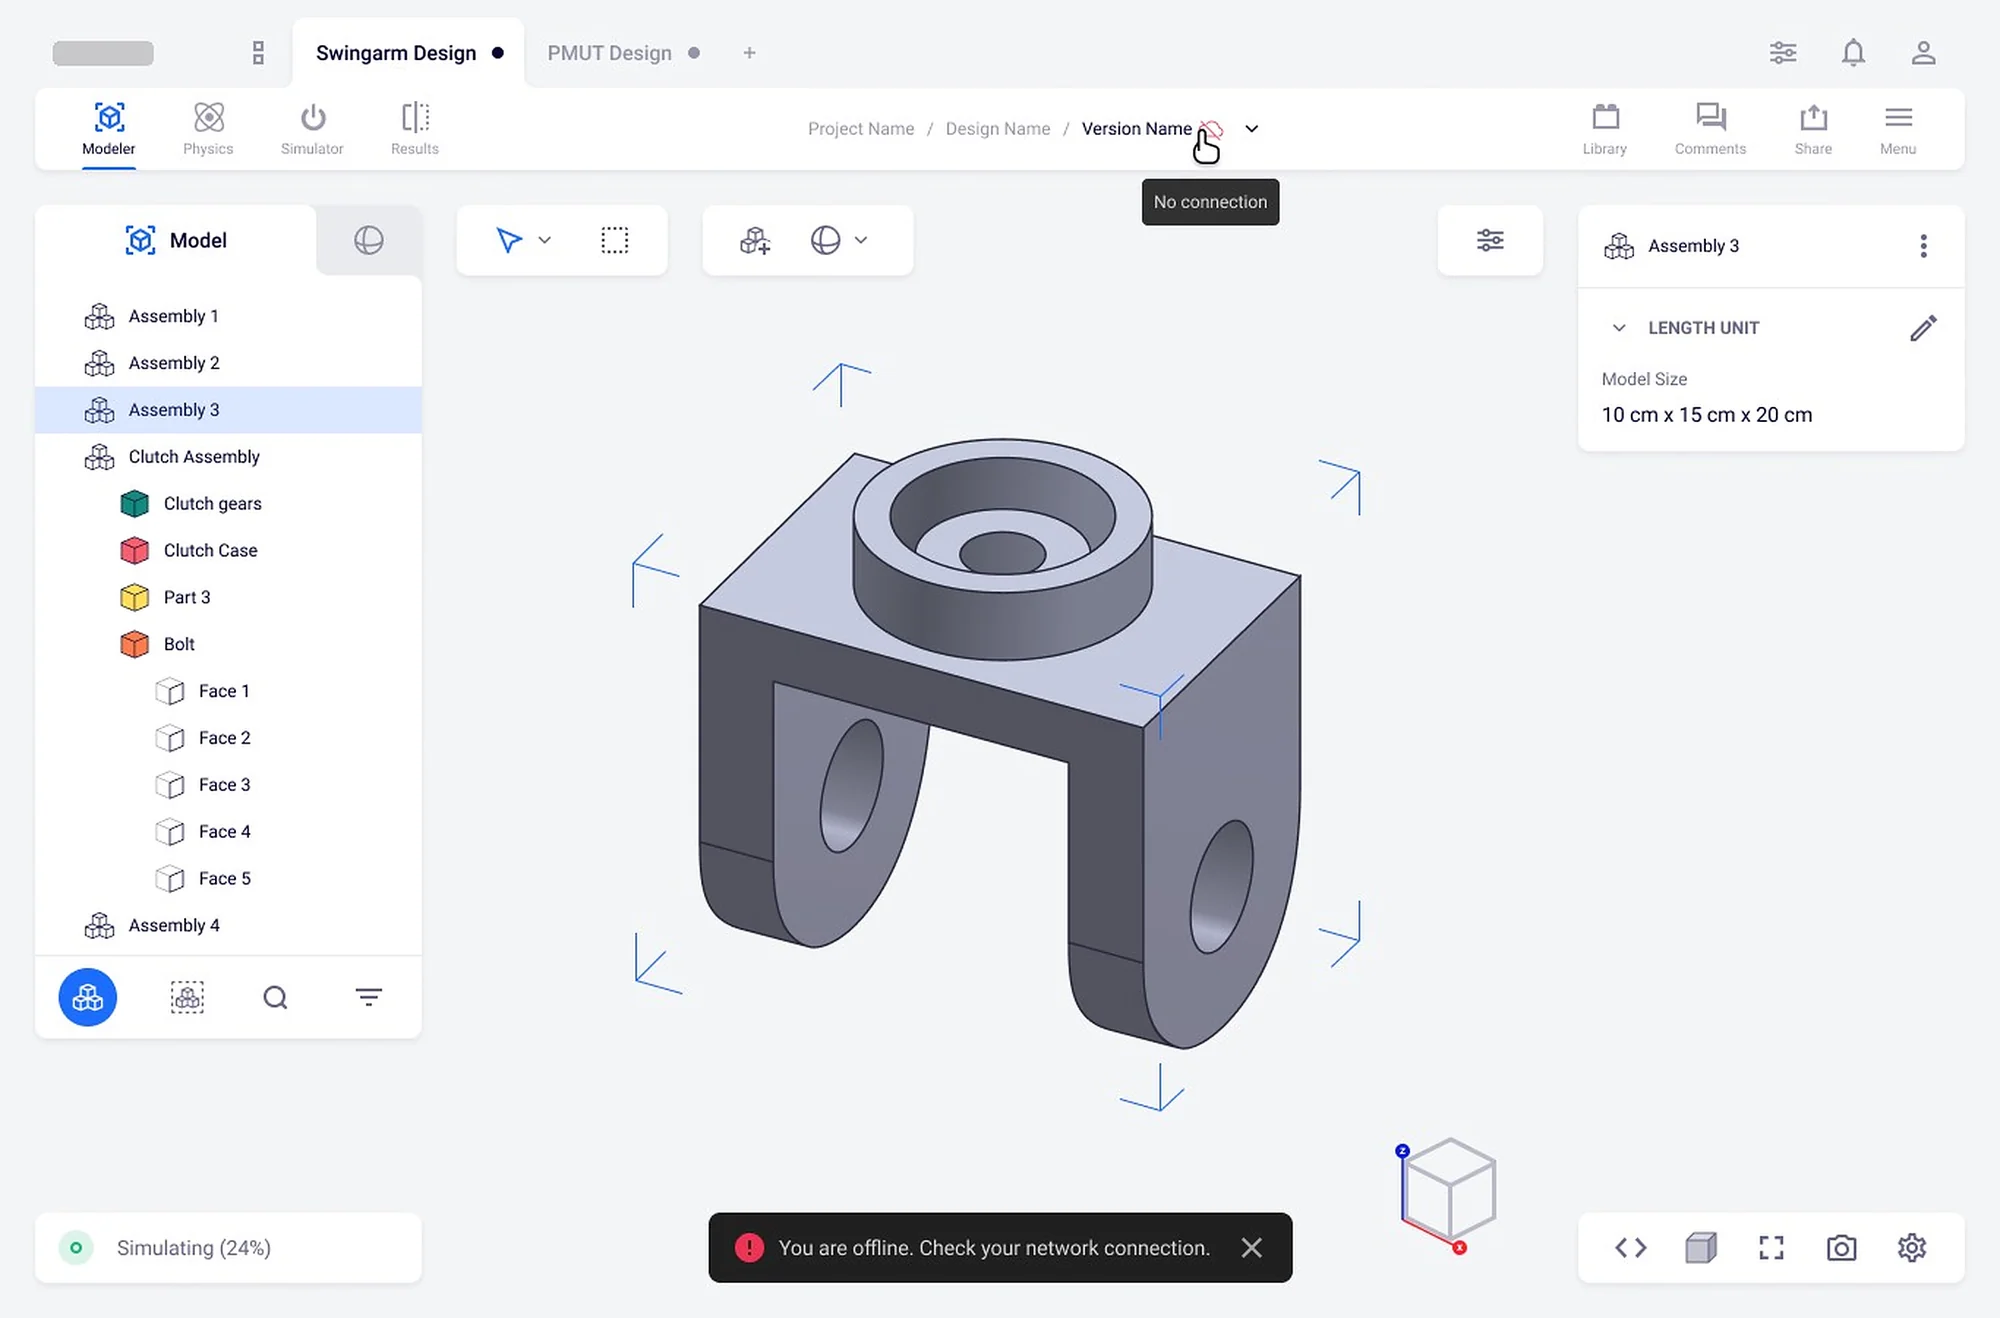 Swingarm Design
PMUT Design
+
Modeler
Physics
Simulator
Results
Project Name / Design Name / Version Name
Library
Comments
Share
Menu
No connection
Model
Assembly 1
Assembly 2
Assembly 3
Clutch Assembly
Clutch gears
Clutch Case
Part 3
Bolt
Face 1
Face 2
Face 3
Face 4
Face 5
Assembly 4
Assembly 3
LENGTH UNIT
Model Size
10 cm x 15 cm x 20 cm
Z
X
Simulating (24%)
You are offline. Check your network connection.